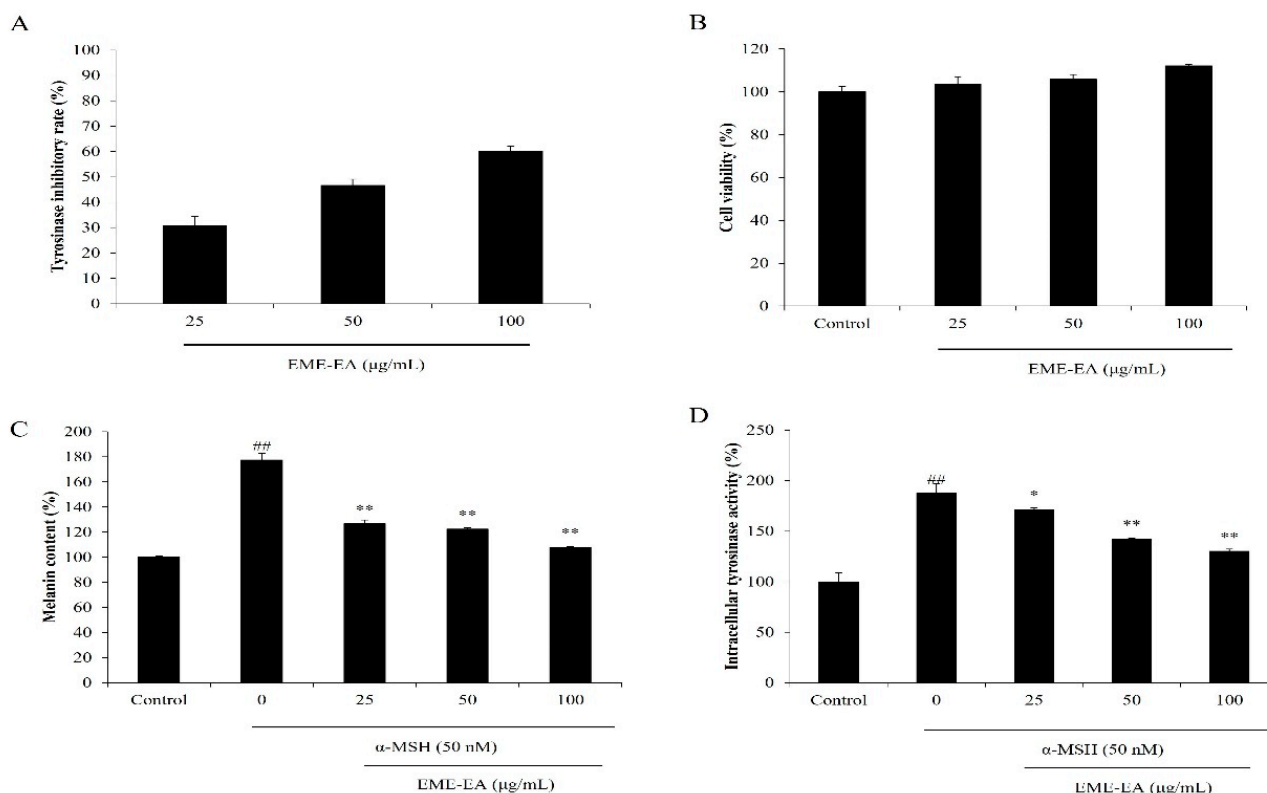 A
Tyrosinase inhibitory rate (%)
100
90
80
70
60
50
40
30
20
10
0
25 50 100
EME-EA (µg/mL)
B
Cell viability (%)
120
100
80
60
40
20
0
Control 25 50 100
EME-EA (µg/mL)
C
Melanin content (%)
200
180
160
140
120
100
80
60
40
20
0
##
**
**
**
Control 0 25 50 100
α-MSH (50 nM)
EME-EA (µg/mL)
D
Intracellular tyrosinase activity (%)
250
200
150
100
50
0
##
*
**
**
Control 0 25 50 100
α-MSH (50 nM)
EME-EA (µg/mL)